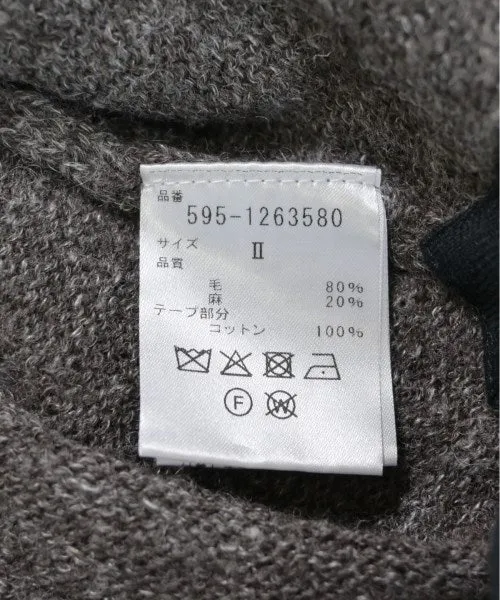 品番
595-1263580
サイズ Ⅱ
品質
毛 80%
麻 20%
テープ部分
コットン 100%
F W